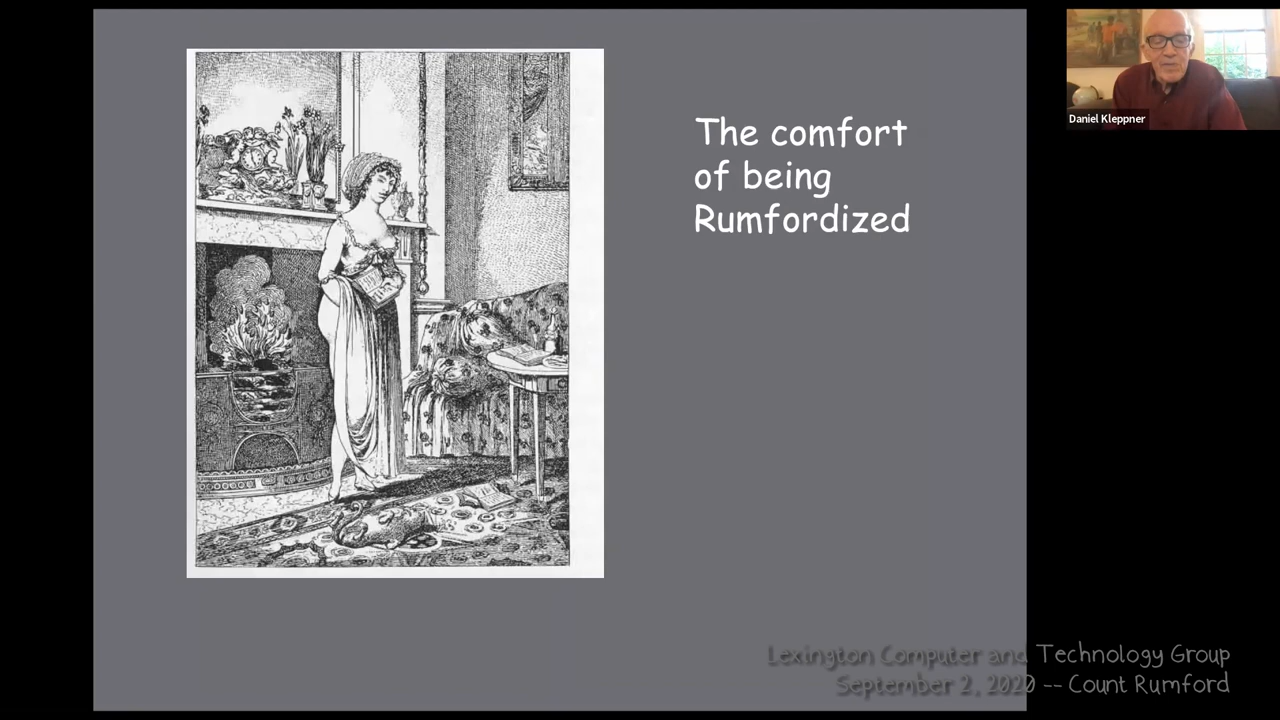 The comfort
of being
Rumfordized
Daniel Kleppner
Lexington Computer and Technology Group
September 2, 2020 -- Count Rumford